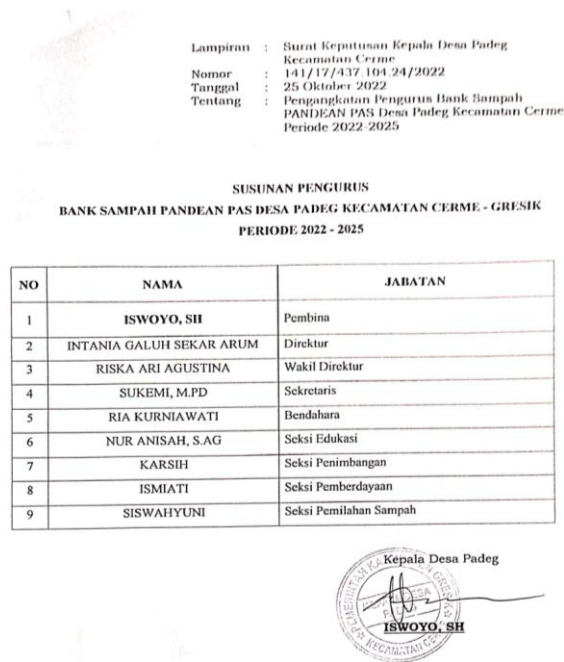 Lampiran : Surat Keputusan Kepala Desa Padeg
Kecamatan Cerme
Nomor : 141/17/437.104.24/2022
Tanggal : 25 Oktober 2022
Tentang : Pengangkatan Pengurus Bank Sampah
PANDEAN PAS Desa Padeg Kecamatan Cerme
Periode 2022-2025
SUSUNAN PENGURUS
BANK SAMPAH PANDEAN PAS DESA PADEG KECAMATAN CERME - GRESIK
PERIODE 2022 - 2025
NO NAMA JABATAN
1 ISWOYO, SH Pembina
2 INTANIA GALUH SEKAR ARUM Direktur
3 RISKA ARI AGUSTINA Wakil Direktur
4 SUKEMI, M.PD Sekretaris
5 RIA KURNIAWATI Bendahara
6 NUR ANISAH, S.AG Seksi Edukasi
7 KARSIH Seksi Penimbangan
8 ISMIATI Seksi Pemberdayaan
9 SISWAHYUNI Seksi Pemilahan Sampah
Kepala Desa Padeg
ISWOYO, SH